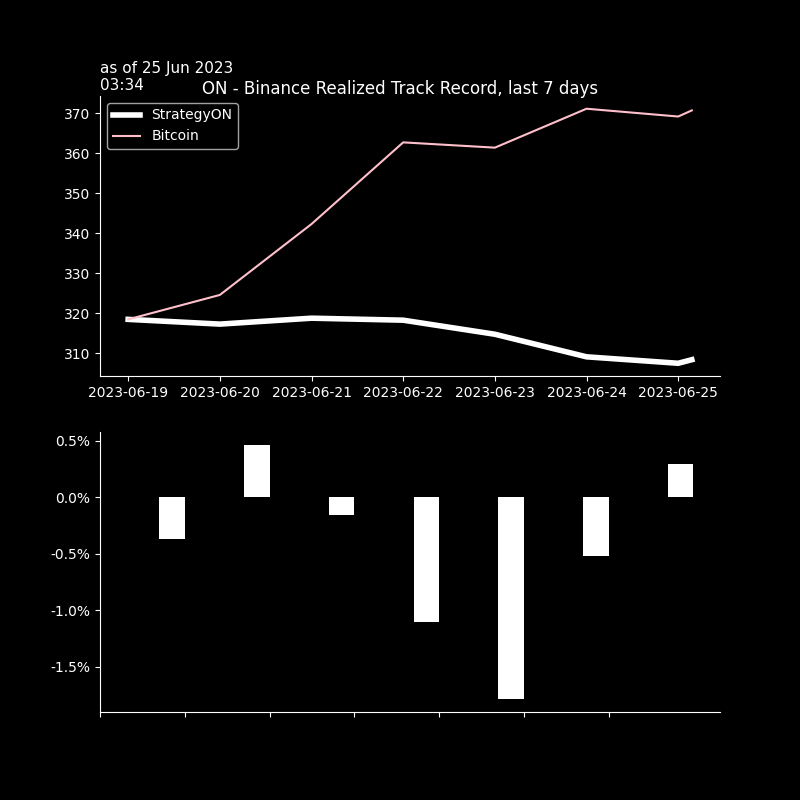 as of 25 Jun 2023
03:34
ON - Binance Realized Track Record, last 7 days
StrategyON
Bitcoin
370
360
350
340
330
320
310
2023-06-19 2023-06-20 2023-06-21 2023-06-22 2023-06-23 2023-06-24 2023-06-25
0.5%
0.0%
-0.5%
-1.0%
-1.5%